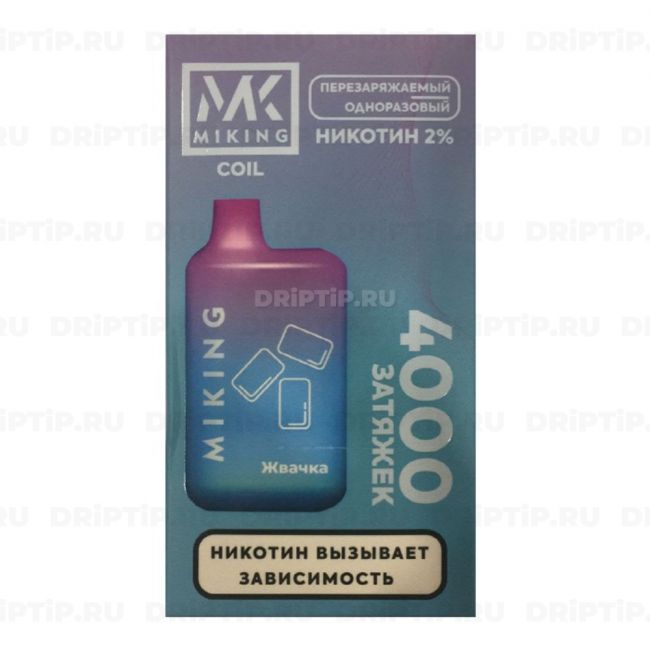 MK
MIKING
COIL
ПЕРЕЗАРЯЖАЕМЫЙ
ОДНОРАЗОВЫЙ
НИКОТИН 2%
MIKING
Жвачка
4000
ЗАТЯЖЕК
НИКОТИН ВЫЗЫВАЕТ
ЗАВИСИМОСТЬ
DRiPTiP.RU